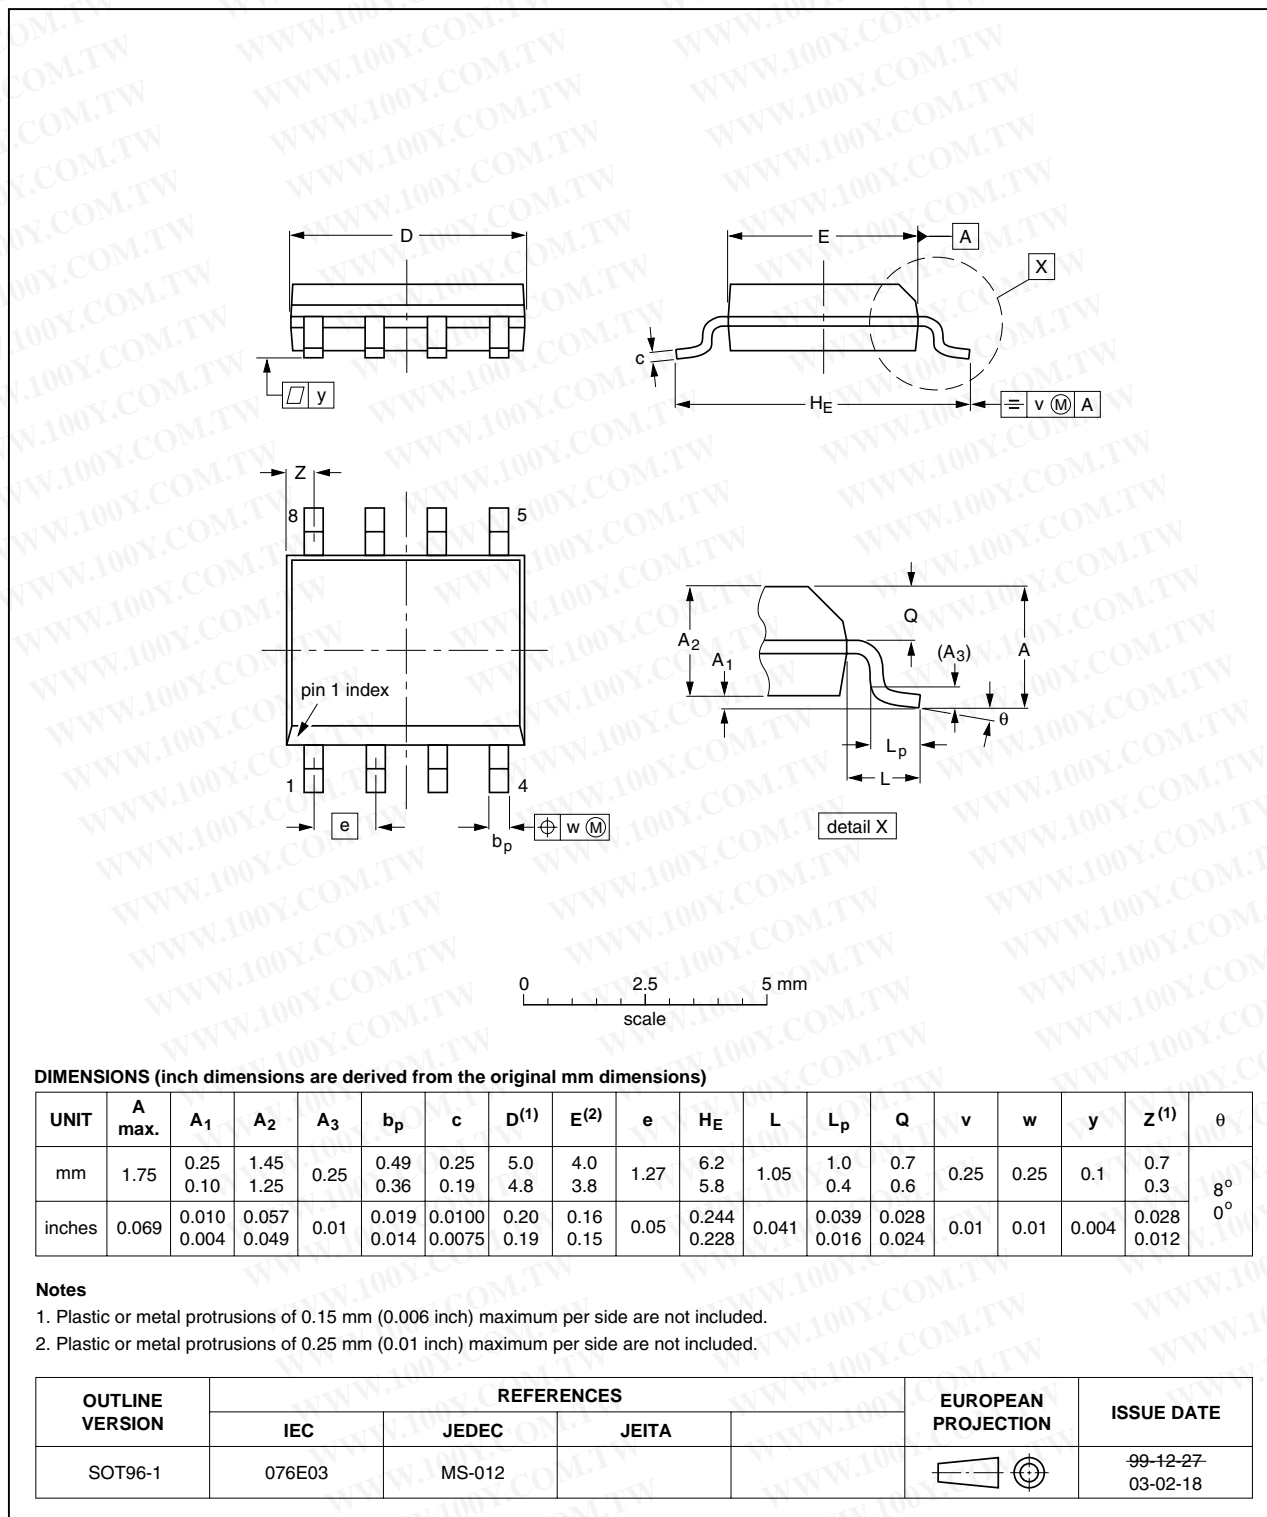 D
E
A
X
c
y
HE
v M A
Z
8
5
pin 1 index
1
4
e
bp
w M
A2
A1
Q
(A3)
A
θ
Lp
L
detail X
0 2.5 5 mm
scale
DIMENSIONS (inch dimensions are derived from the original mm dimensions)
UNIT A max. A1 A2 A3 bp c D(1) E(2) e HE L Lp Q v w y Z(1) θ
mm 1.75 0.25 0.10 1.45 1.25 0.25 0.49 0.36 0.25 0.19 5.0 4.8 4.0 3.8 1.27 6.2 5.8 1.05 1.0 0.4 0.7 0.6 0.25 0.25 0.1 0.7 0.3 8° 0°
inches 0.069 0.010 0.004 0.057 0.049 0.01 0.019 0.014 0.0100 0.0075 0.20 0.19 0.16 0.15 0.05 0.244 0.228 0.041 0.039 0.016 0.028 0.024 0.01 0.01 0.004 0.028 0.012
Notes
1. Plastic or metal protrusions of 0.15 mm (0.006 inch) maximum per side are not included.
2. Plastic or metal protrusions of 0.25 mm (0.01 inch) maximum per side are not included.
OUTLINE VERSION REFERENCES EUROPEAN PROJECTION ISSUE DATE
IEC JEDEC JEITA
SOT96-1 076E03 MS-012 99-12-27
03-02-18
WWW.100Y.COM.TW